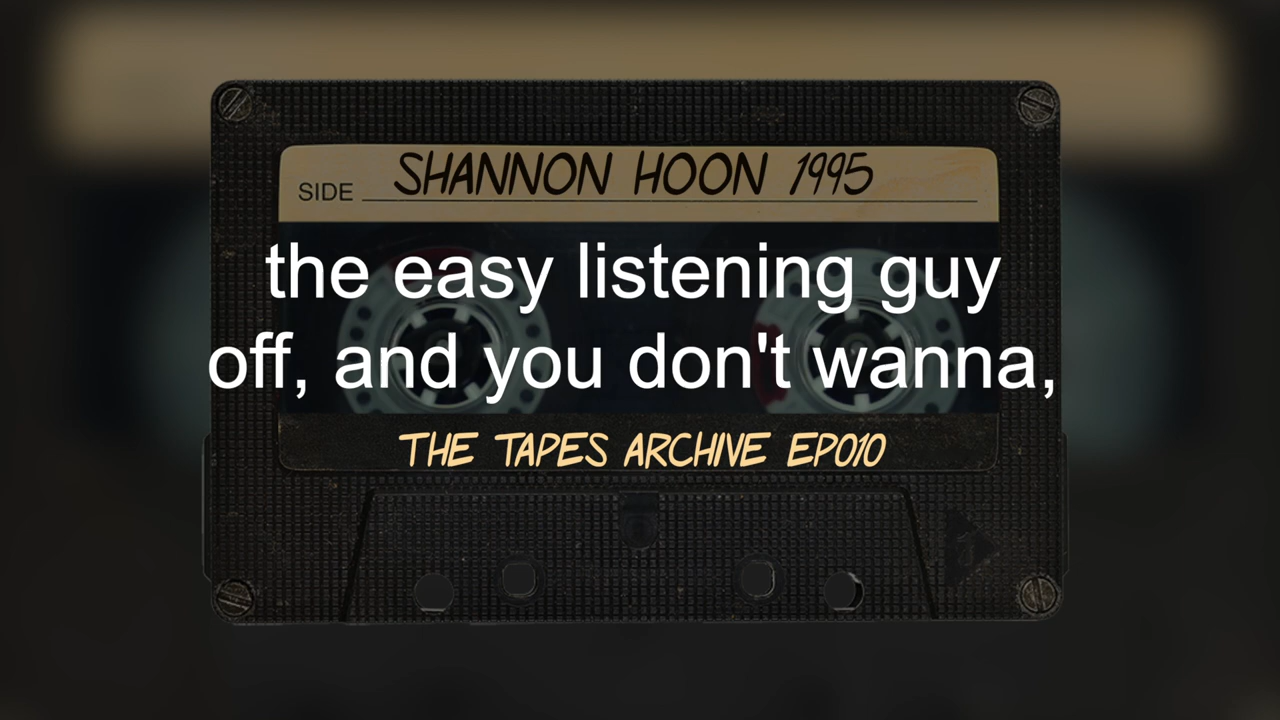 SHANNON HOON 1995
SIDE
the easy listening guy
off, and you don't wanna,
THE TAPES ARCHIVE EP010